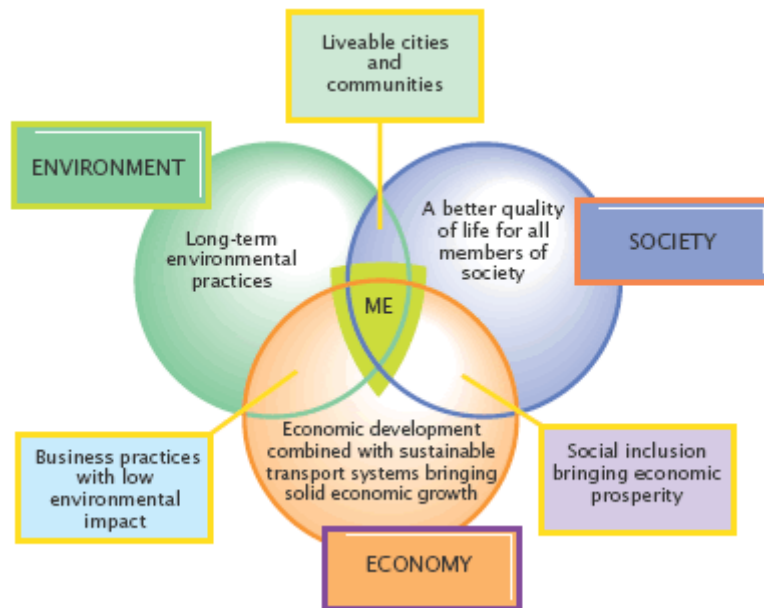 Liveable cities
and
communities
ENVIRONMENT
SOCIETY
Long-term
environmental
practices
A better quality
of life for all
members of
society
ME
Business practices
with low
environmental
impact
Economic development
combined with sustainable
transport systems bringing
solid economic growth
Social inclusion
bringing economic
prosperity
ECONOMY